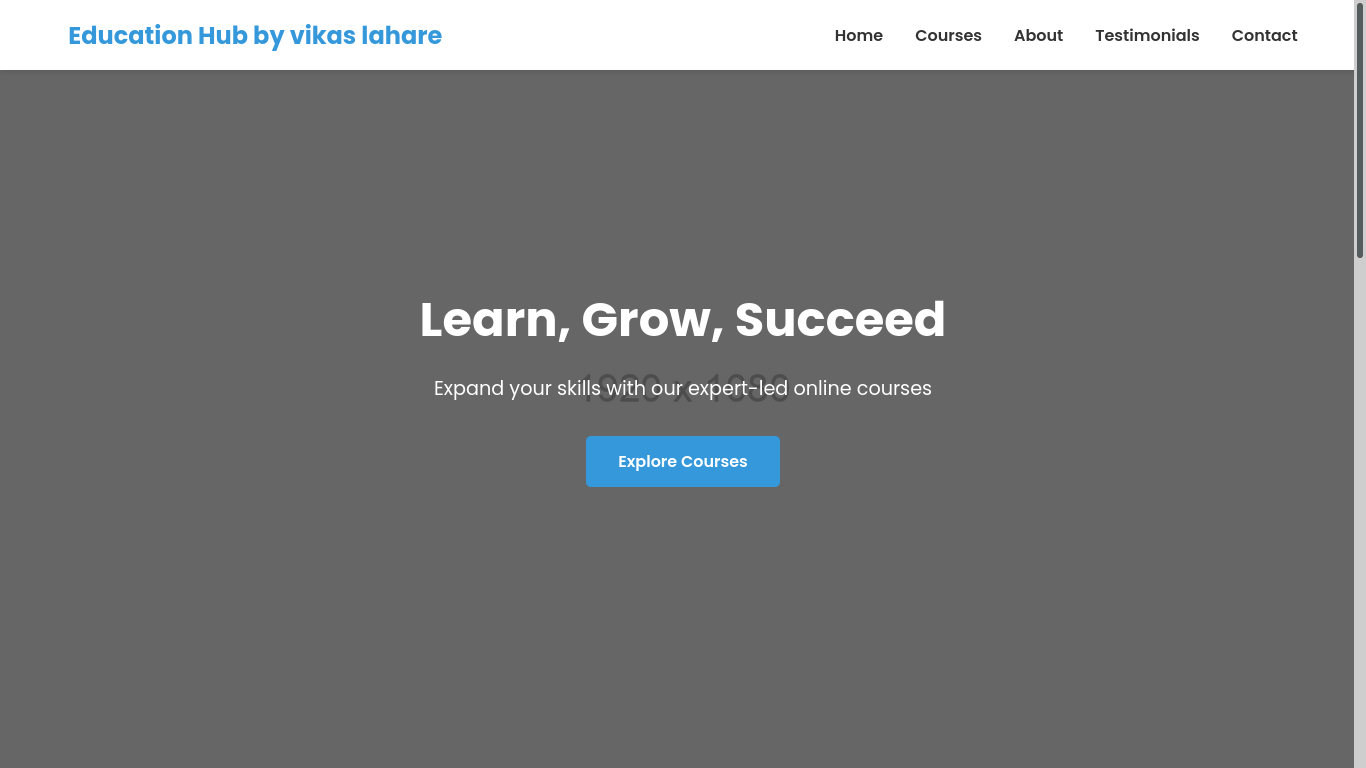 Education Hub by vikas lahare
Home Courses About Testimonials Contact
Learn, Grow, Succeed
Expand your skills with our expert-led online courses
1920 x 1080
Explore Courses